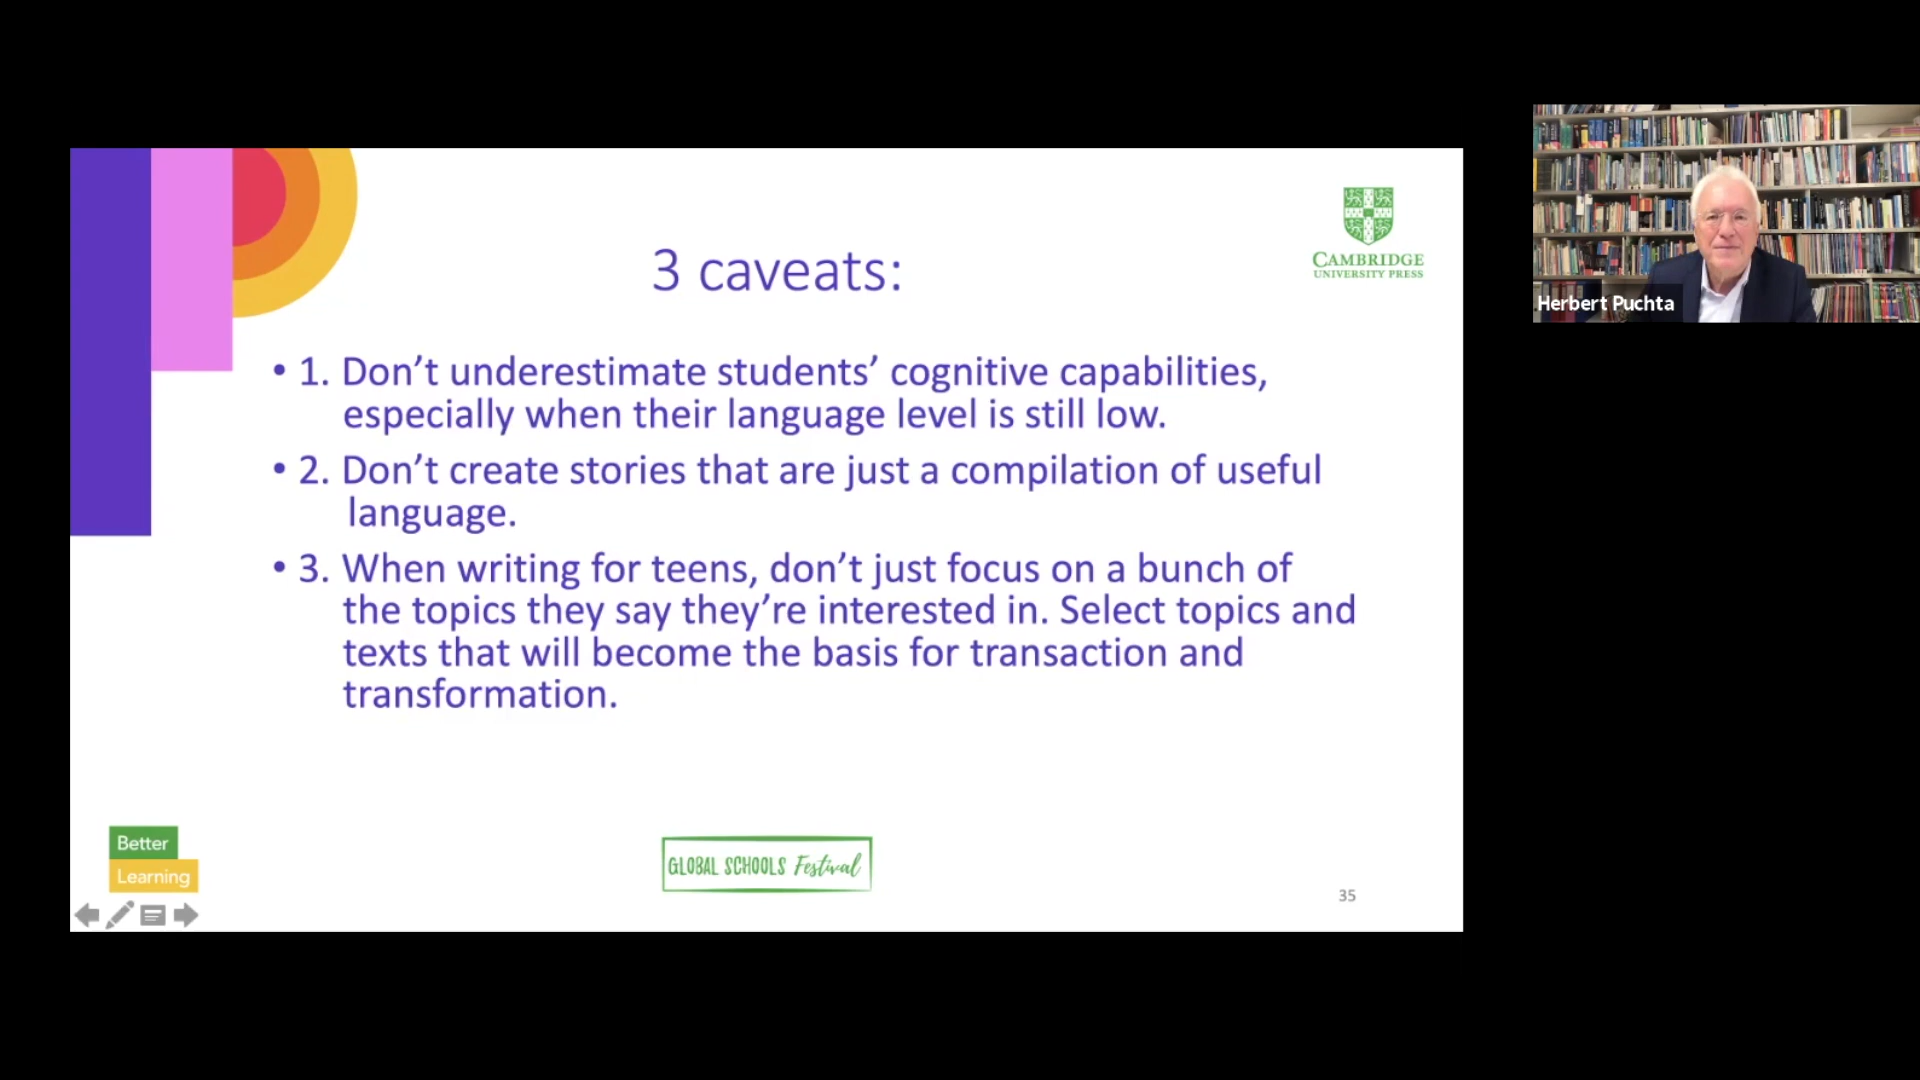 CAMBRIDGE
UNIVERSITY PRESS
3 caveats:
• 1. Don’t underestimate students’ cognitive capabilities,
especially when their language level is still low.
• 2. Don’t create stories that are just a compilation of useful
language.
• 3. When writing for teens, don’t just focus on a bunch of
the topics they say they’re interested in. Select topics and
texts that will become the basis for transaction and
transformation.
Better
Learning
GLOBAL SCHOOLS Festival
35
Herbert Puchta